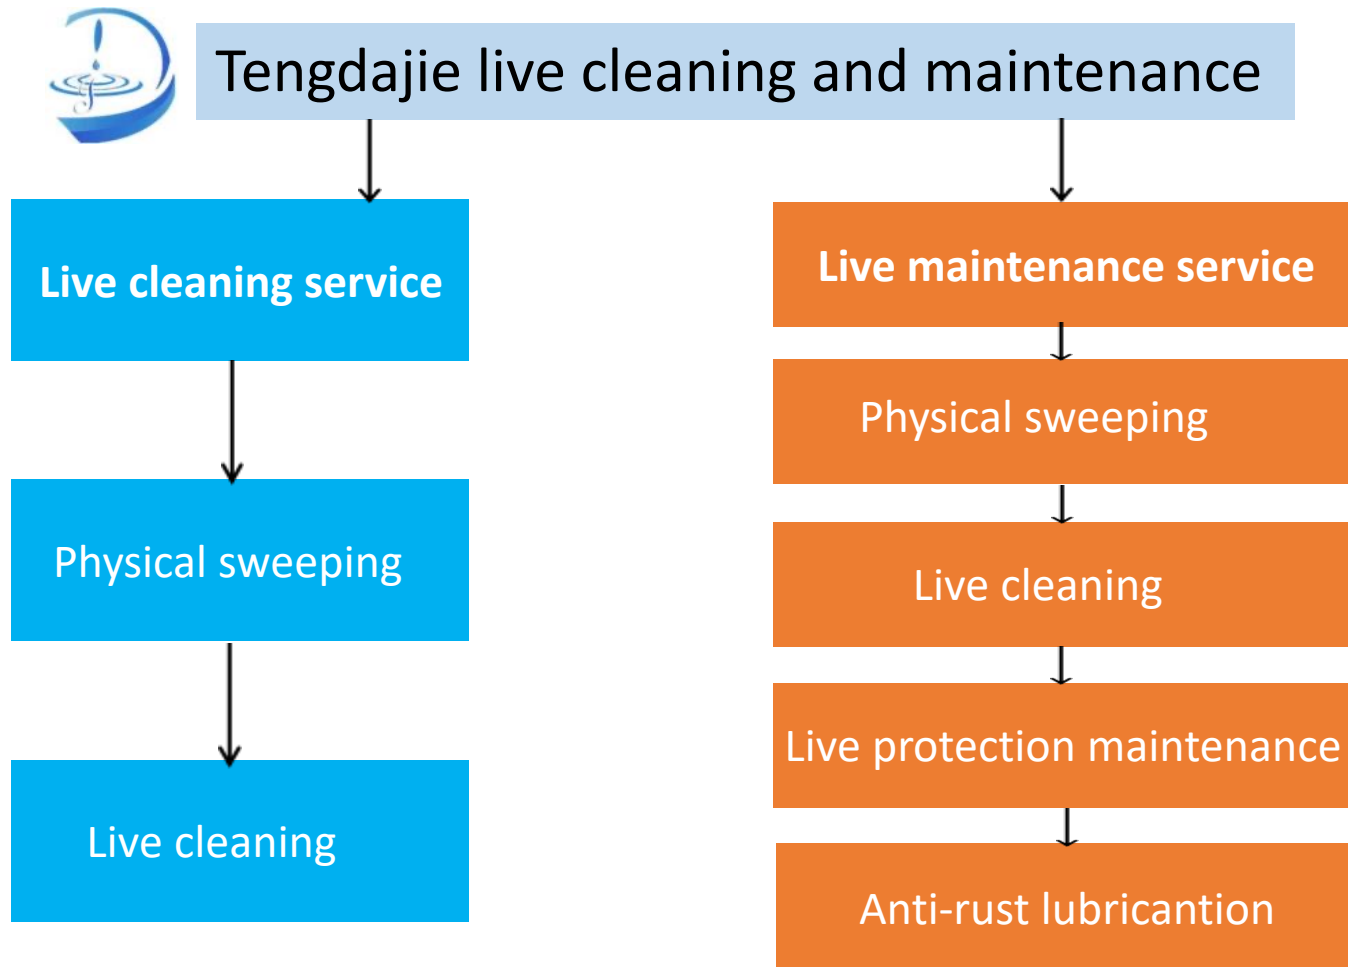 Tengdajie live cleaning and maintenance
Live cleaning service
Physical sweeping
Live cleaning
Live maintenance service
Physical sweeping
Live cleaning
Live protection maintenance
Anti-rust lubricantion